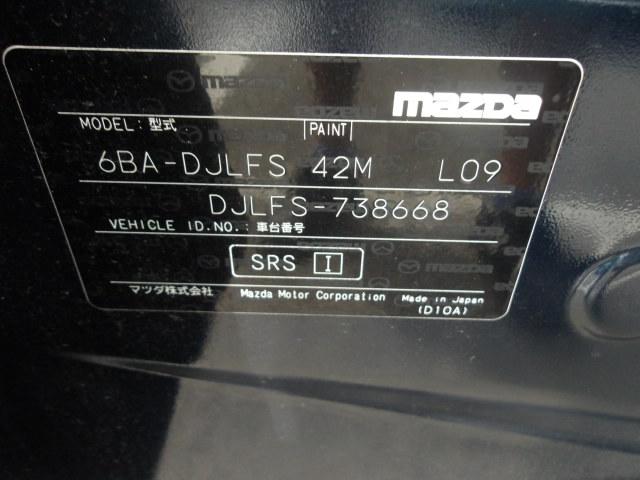 mazda
MODEL: 型式 PAINT
6BA-DJLFS 42M L09
DJLFS-738668
VEHICLE ID.NO.: 車台番号
SRS I
マツダ株式会社 Mazda Motor Corporation Made in Japan
(D10A)